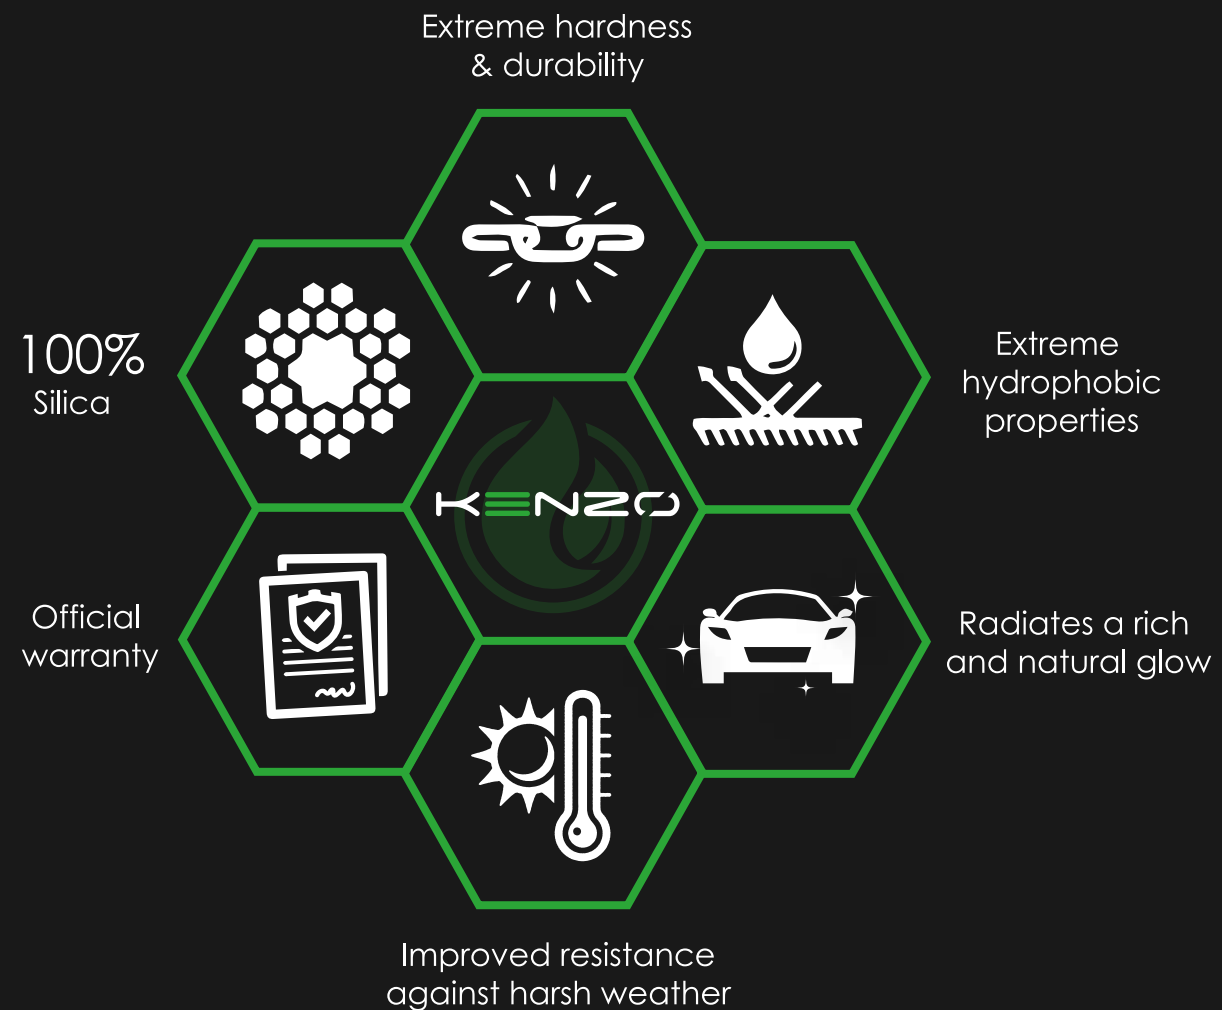 Extreme hardness
& durability
100%
Silica
Extreme
hydrophobic
properties
KENZO
Official
warranty
Radiates a rich
and natural glow
Improved resistance
against harsh weather